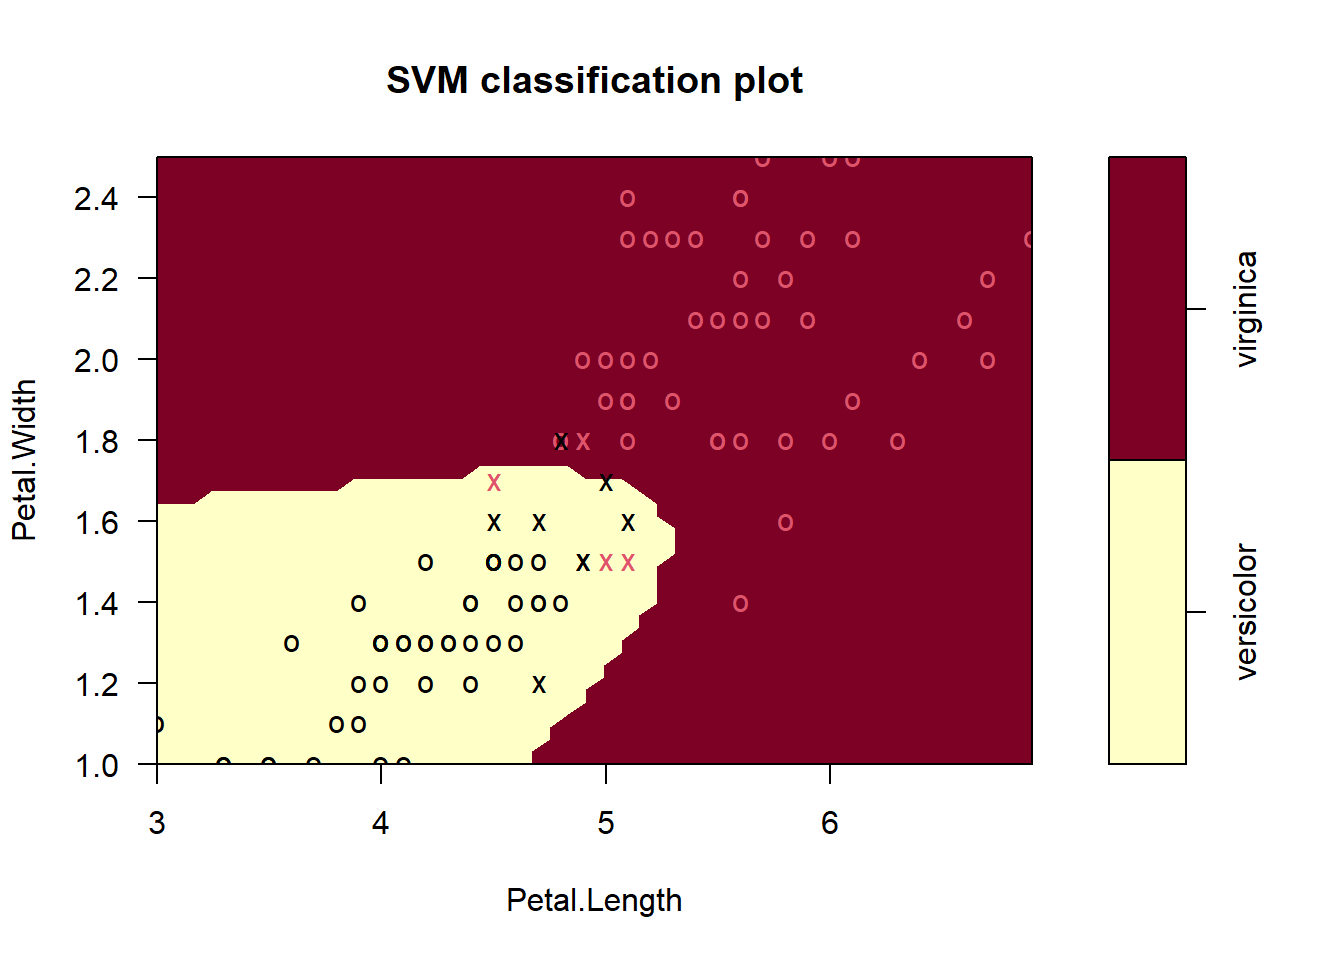 SVM classification plot
2.4
2.2
2.0
1.8
1.6
1.4
1.2
1.0
Petal.Width
3 4 5 6
Petal.Length
virginica
versicolor